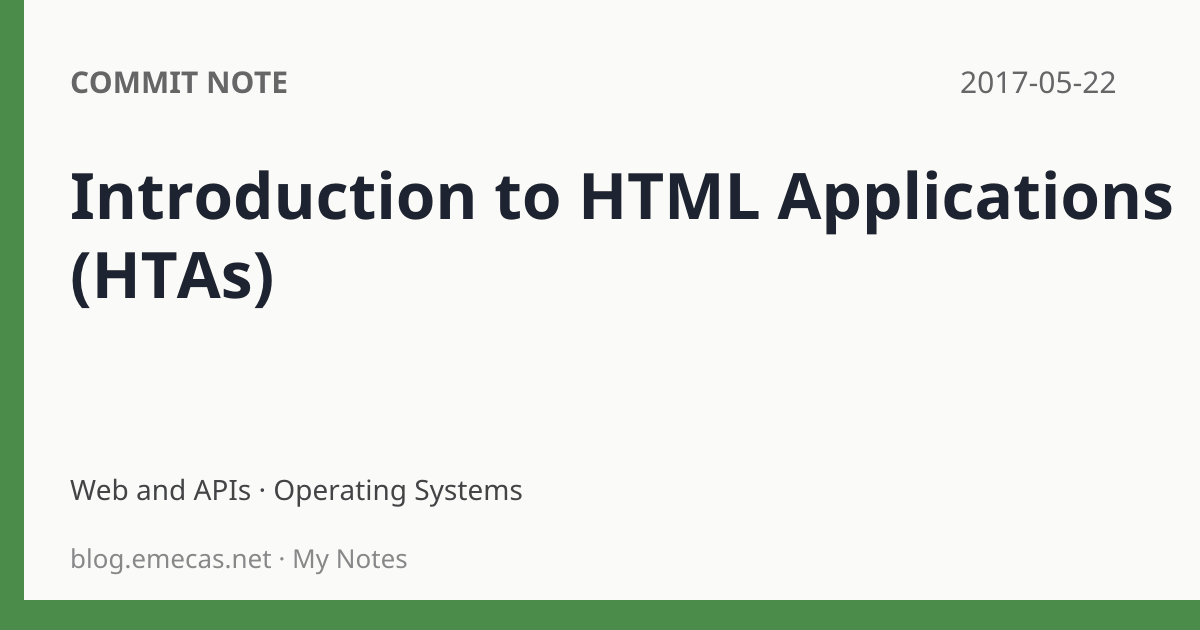 COMMIT NOTE
2017-05-22
Introduction to HTML Applications
(HTAs)
Web and APIs · Operating Systems
blog.emecas.net · My Notes